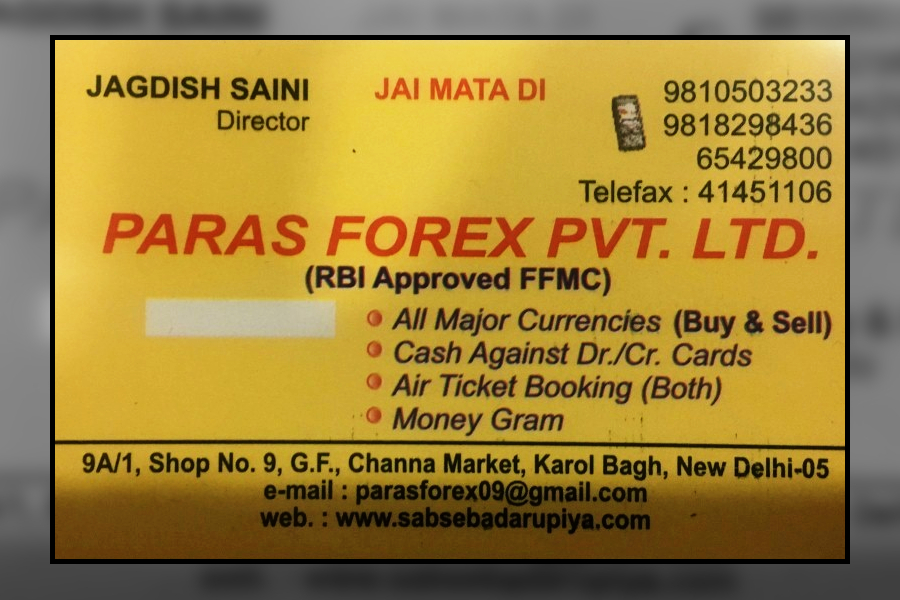 JAGDISH SAINI
Director
JAI MATA DI
9810503233
9818298436
65429800
Telefax : 41451106
PARAS FOREX PVT. LTD.
(RBI Approved FFMC)
All Major Currencies (Buy & Sell)
Cash Against Dr./Cr. Cards
Air Ticket Booking (Both)
Money Gram
9A/1, Shop No. 9, G.F., Channa Market, Karol Bagh, New Delhi-05
e-mail : parasforex09@gmail.com
web. : www.sabsebadarupiya.com